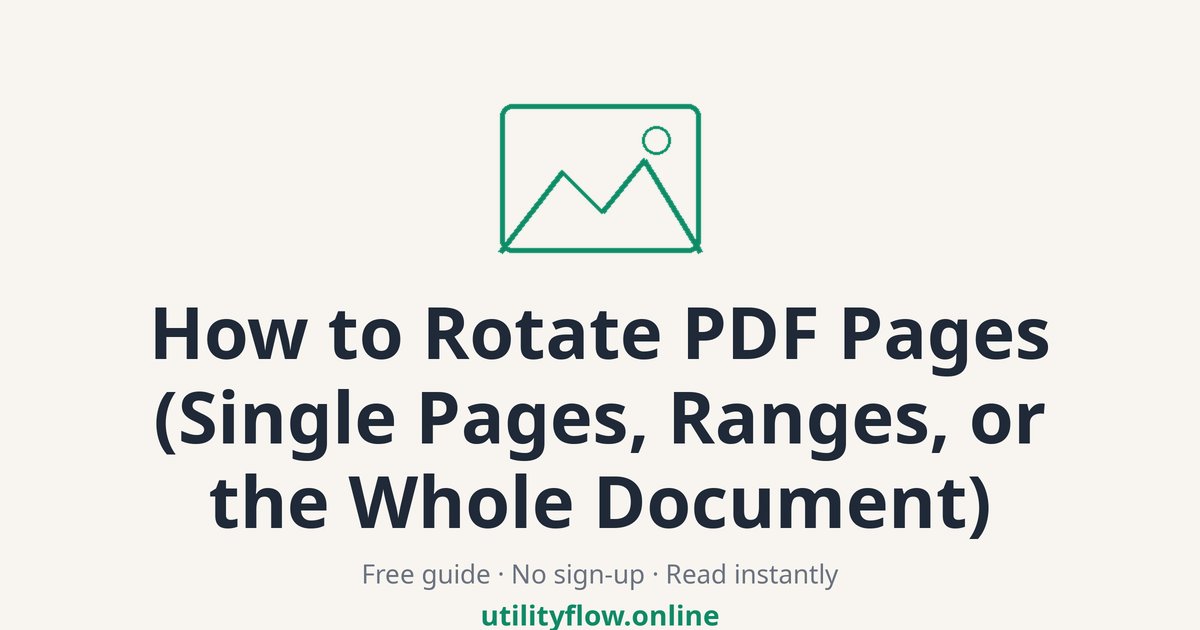 How to Rotate PDF Pages
(Single Pages, Ranges, or
the Whole Document)
Free guide · No sign-up · Read instantly
utilityflow.online